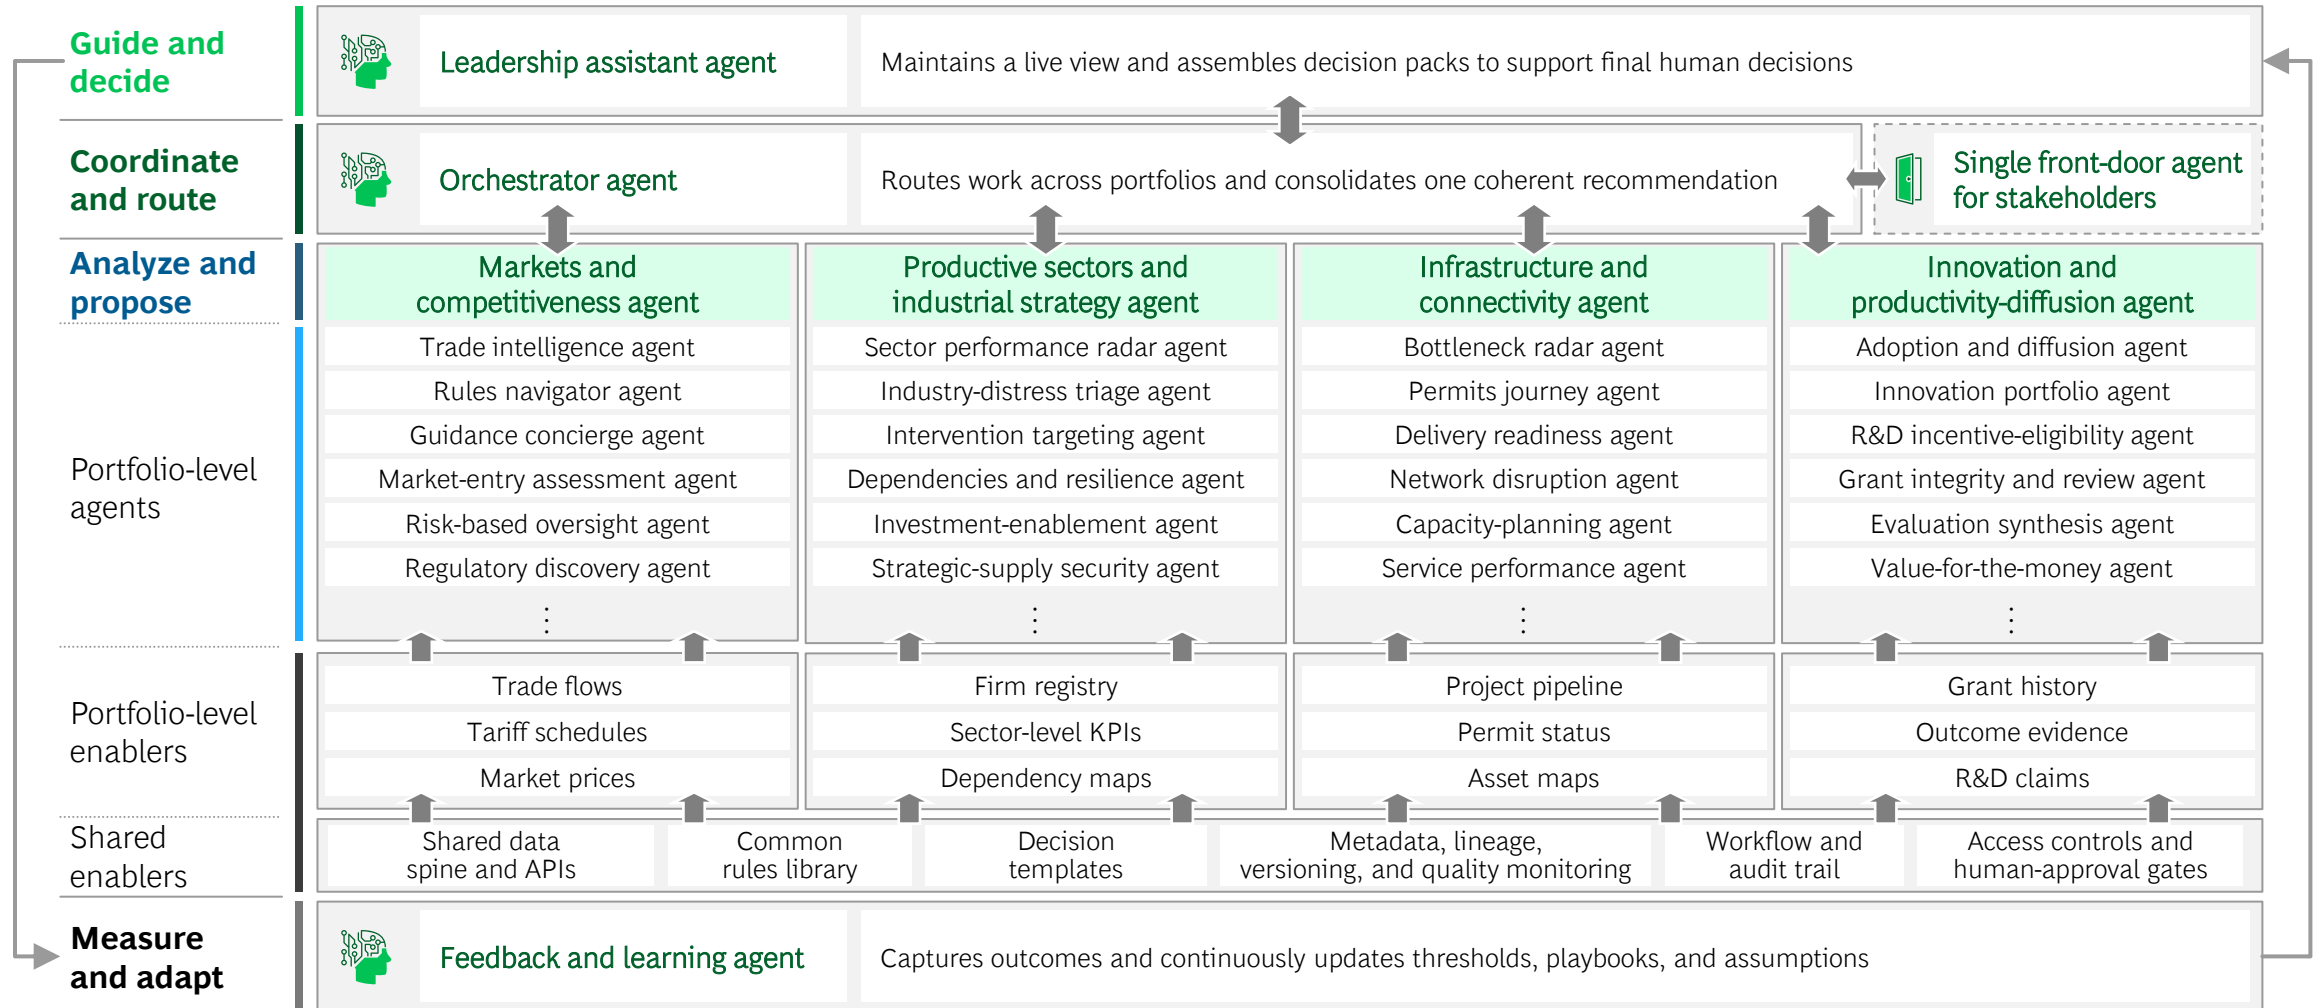 Guide and
decide
Leadership assistant agent
Maintains a live view and assembles decision packs to support final human decisions
Coordinate
and route
Orchestrator agent
Routes work across portfolios and consolidates one coherent recommendation
Single front-door agent
for stakeholders
Analyze and
propose
Markets and
competitiveness agent
Productive sectors and
industrial strategy agent
Infrastructure and
connectivity agent
Innovation and
productivity-diffusion agent
Portfolio-level
agents
Trade intelligence agent
Rules navigator agent
Guidance concierge agent
Market-entry assessment agent
Risk-based oversight agent
Regulatory discovery agent
⋮
Sector performance radar agent
Industry-distress triage agent
Intervention targeting agent
Dependencies and resilience agent
Investment-enablement agent
Strategic-supply security agent
⋮
Bottleneck radar agent
Permits journey agent
Delivery readiness agent
Network disruption agent
Capacity-planning agent
Service performance agent
⋮
Adoption and diffusion agent
Innovation portfolio agent
R&D incentive-eligibility agent
Grant integrity and review agent
Evaluation synthesis agent
Value-for-the-money agent
⋮
Portfolio-level
enablers
Trade flows
Tariff schedules
Market prices
Firm registry
Sector-level KPIs
Dependency maps
Project pipeline
Permit status
Asset maps
Grant history
Outcome evidence
R&D claims
Shared
enablers
Shared data
spine and APIs
Common
rules library
Decision
templates
Metadata, lineage,
versioning, and quality monitoring
Workflow and
audit trail
Access controls and
human-approval gates
Measure
and adapt
Feedback and learning agent
Captures outcomes and continuously updates thresholds, playbooks, and assumptions